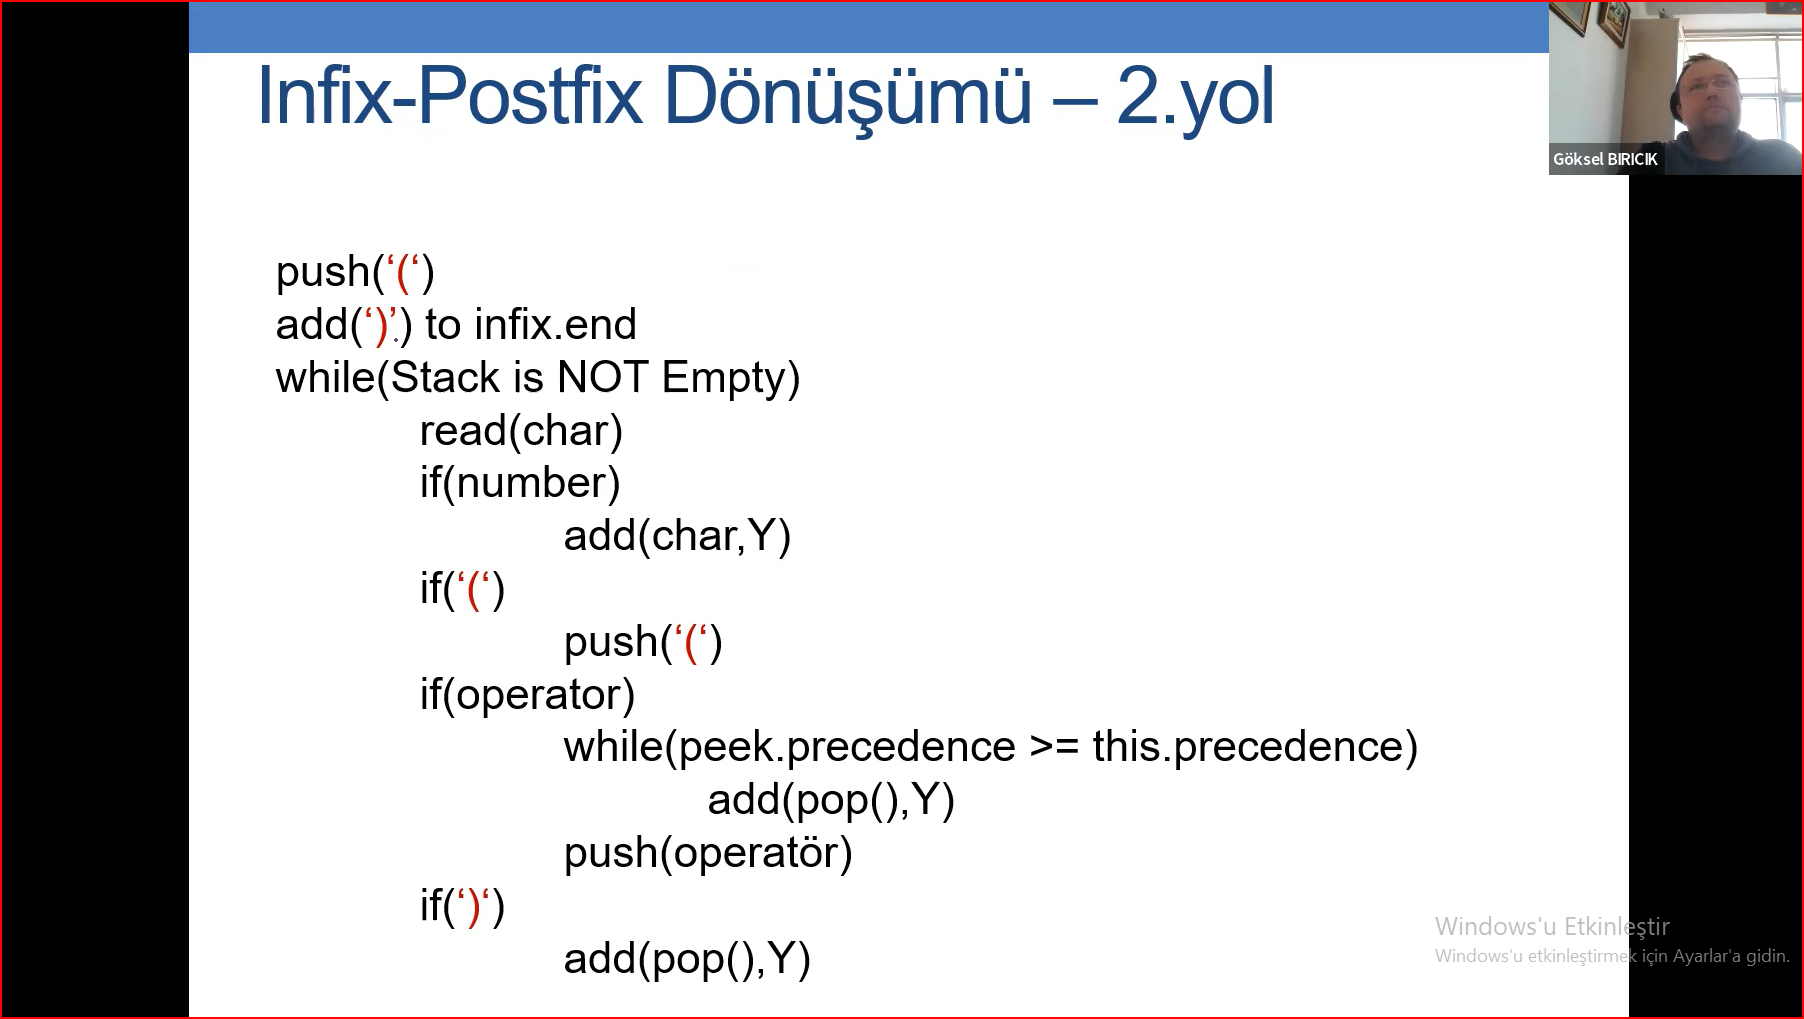 Infix-Postfix Dönüşümü – 2.yol
Göksel BIRICIK
push(‘(‘)
add(‘)’) to infix.end
while(Stack is NOT Empty)
read(char)
if(number)
add(char,Y)
if(‘(‘)
push(‘(‘)
if(operator)
while(peek.precedence >= this.precedence)
add(pop(),Y)
push(operatör)
if(‘)‘)
add(pop(),Y)
Windows'u Etkinleştir
Windows'u etkinleştirmek için Ayarlar'a gidin.